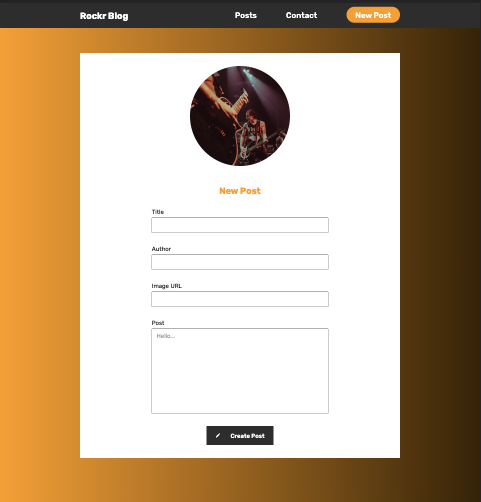 Rockr Blog Posts Contact New Post
New Post
Title
Author
Image URL
Post
Hello...
Create Post